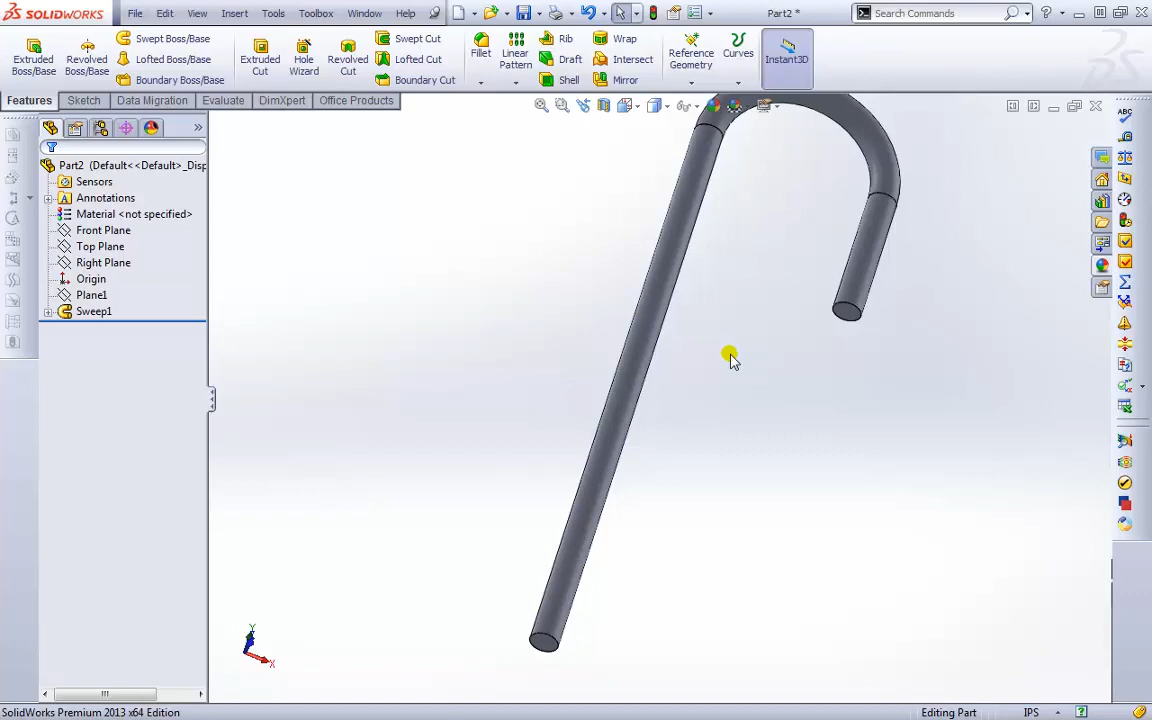 SOLIDWORKS File Edit View Insert Tools Toolbox Window Help Part2 * Search Commands
Extruded Boss/Base
Revolved Boss/Base
Swept Boss/Base
Lofted Boss/Base
Boundary Boss/Base
Extruded Cut
Hole Wizard
Revolved Cut
Swept Cut
Lofted Cut
Boundary Cut
Fillet
Linear Pattern
Rib
Draft
Shell
Wrap
Intersect
Mirror
Reference Geometry
Curves
Instant3D
Features Sketch Data Migration Evaluate DimXpert Office Products
Part2 (Default<<Default>_Disp
Sensors
Annotations
Material <not specified>
Front Plane
Top Plane
Right Plane
Origin
Plane1
Sweep1
Y
X
SolidWorks Premium 2013 x64 Edition Editing Part IPS